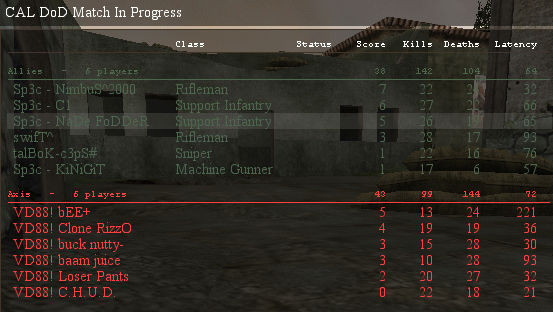 CAL DoD Match In Progress
Class Status Score Kills Deaths Latency
Allies - 6 players 38 142 104 64
Sp3c - NmbuS^2000 Rifleman 7 22 32
Sp3c - C1 Support Infantry 6 27 22 66
Sp3c - NaDe FoDDeR Support Infantry 5 26 65
swifT^ Rifleman 3 28 17 93
talBoK-c3pS# Sniper 1 22 16 76
Sp3c - KiNiGiT Machine Gunner 1 17 6 57
Axis - 6 players 43 99 144 72
VD88! bEE+ 5 13 24 221
VD88! Clone RizzO 4 19 19 36
VD88! buck nutty- 3 15 28 30
VD88! baam juice 3 10 28 93
VD88! Loser Pants 2 20 27 32
VD88! C.H.U.D. 0 22 18 21